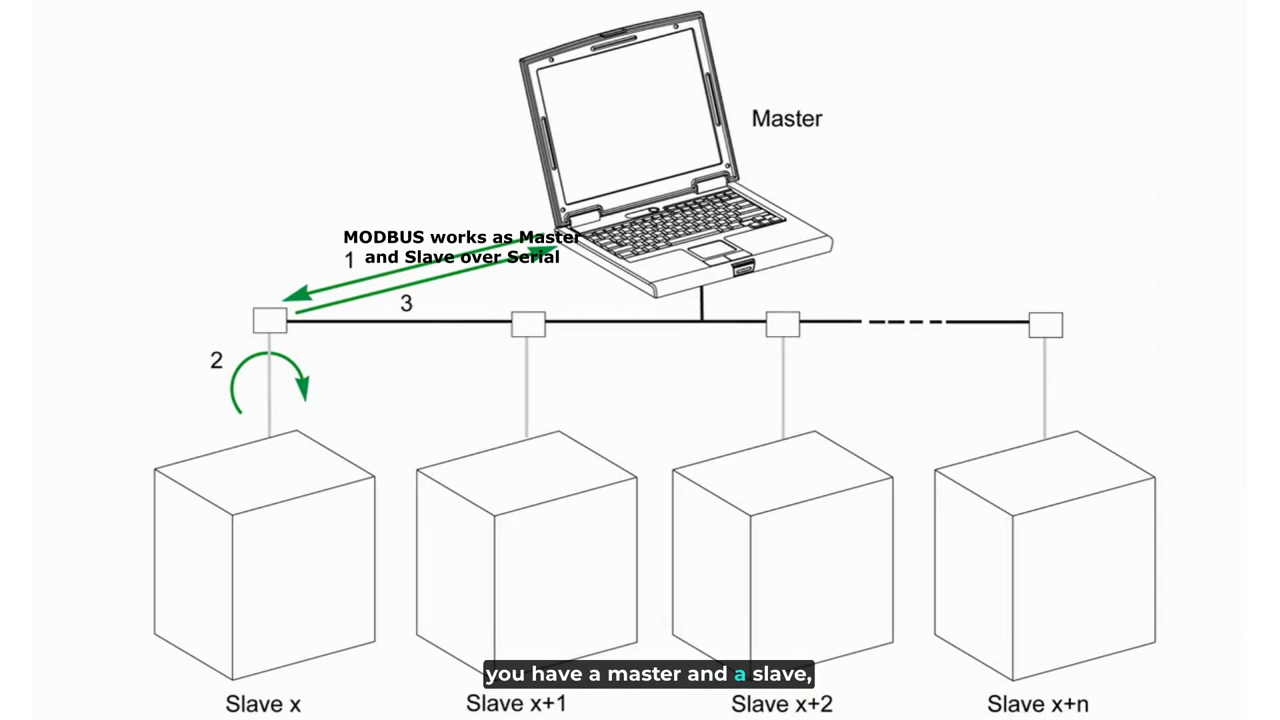 Master
MODBUS works as Master
and Slave over Serial
1
3
2
you have a master and a slave,
Slave x
Slave x+1
Slave x+2
Slave x+n